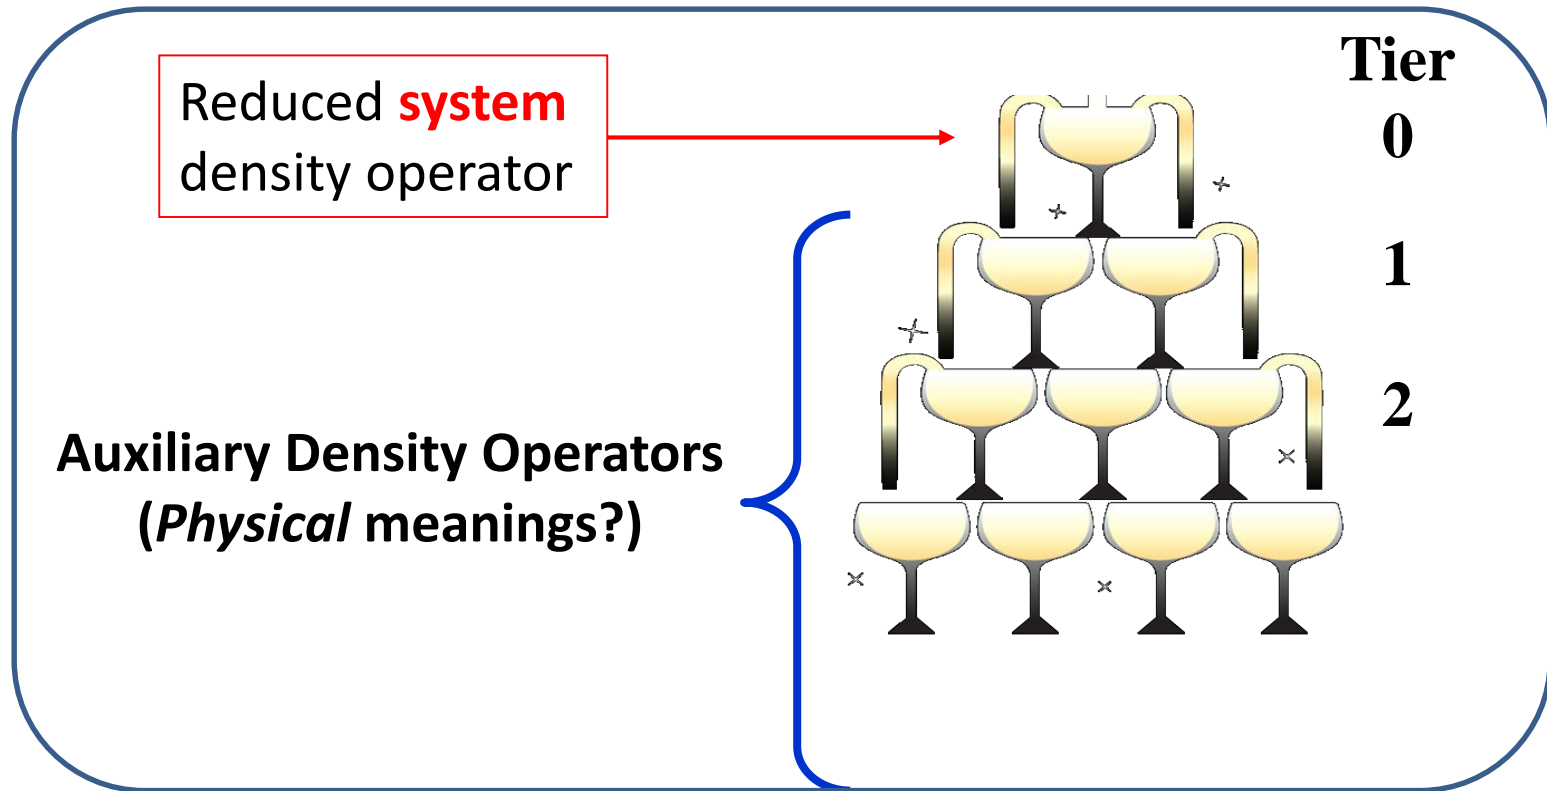 Tier
Reduced system
density operator
0
1
2
Auxiliary Density Operators
(Physical meanings?)